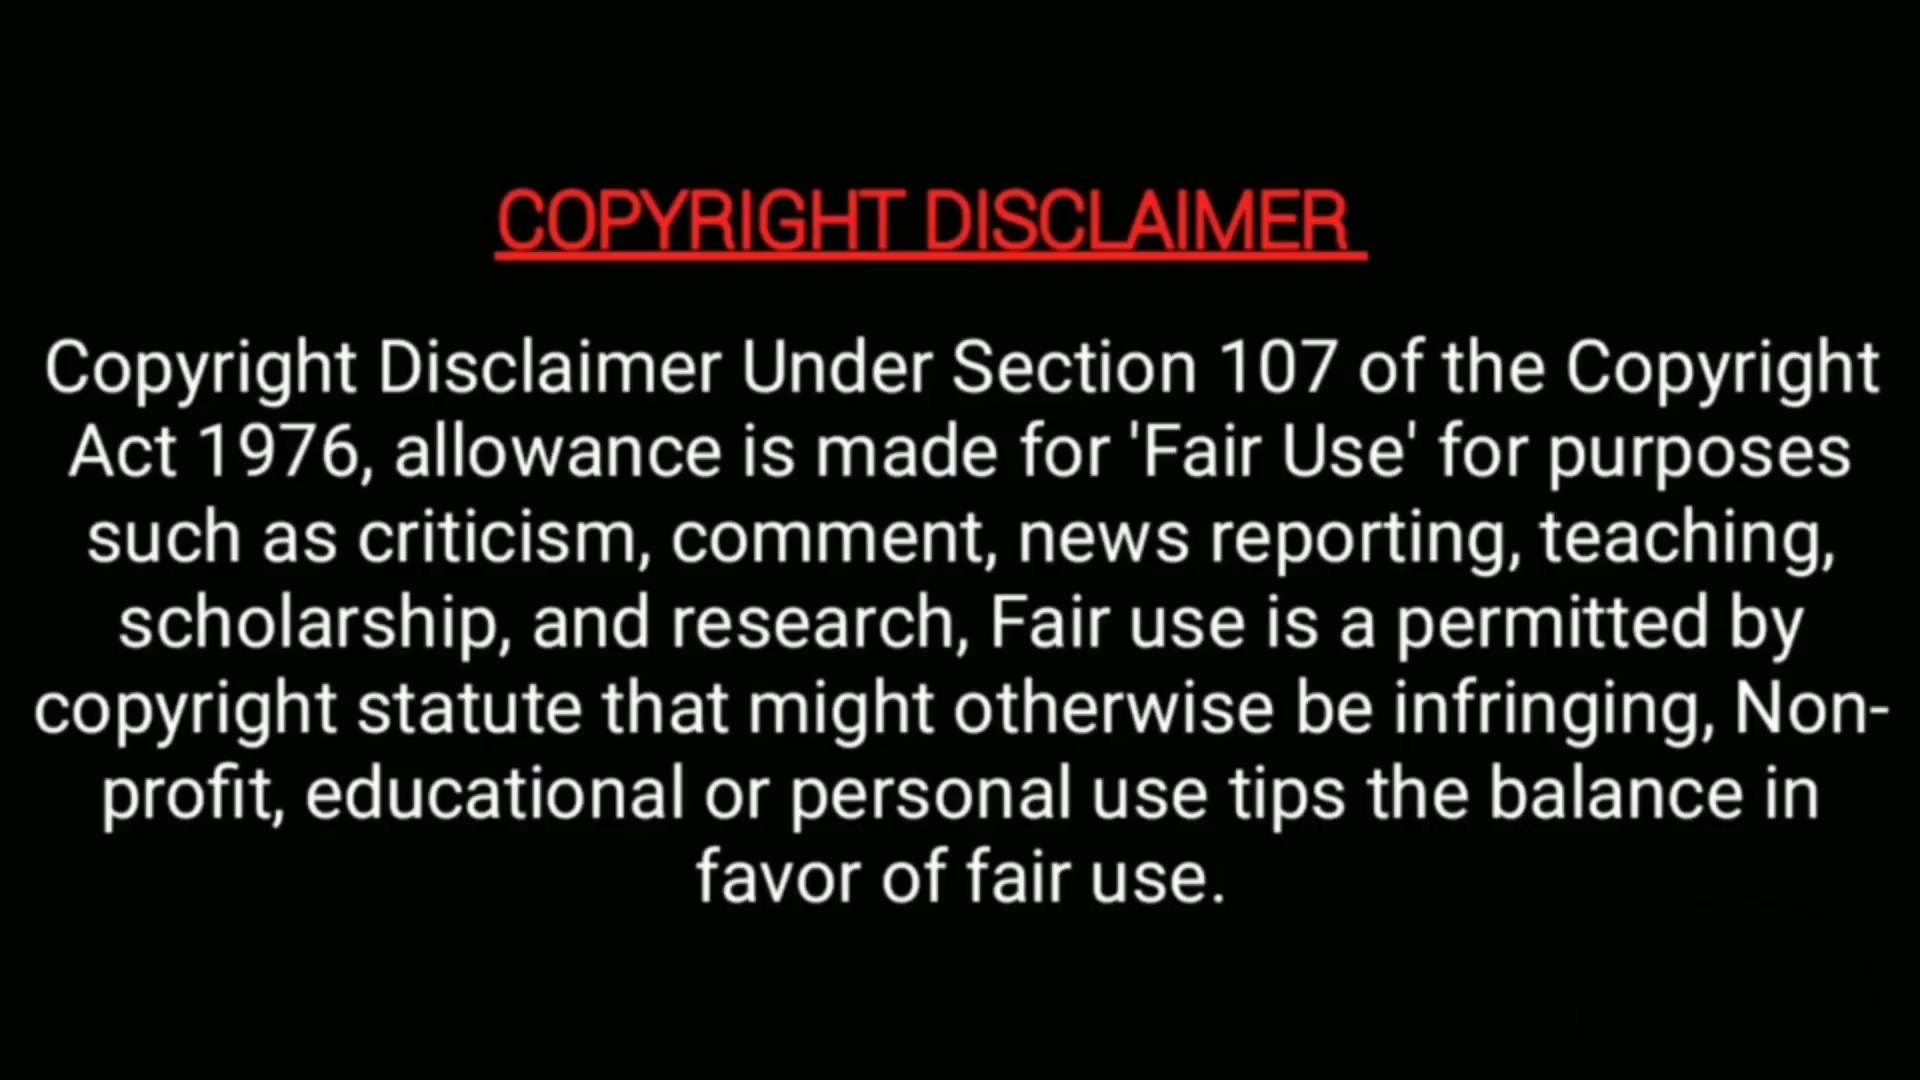 COPYRIGHT DISCLAIMER
Copyright Disclaimer Under Section 107 of the Copyright
Act 1976, allowance is made for 'Fair Use' for purposes
such as criticism, comment, news reporting, teaching,
scholarship, and research, Fair use is a permitted by
copyright statute that might otherwise be infringing, Non-
profit, educational or personal use tips the balance in
favor of fair use.